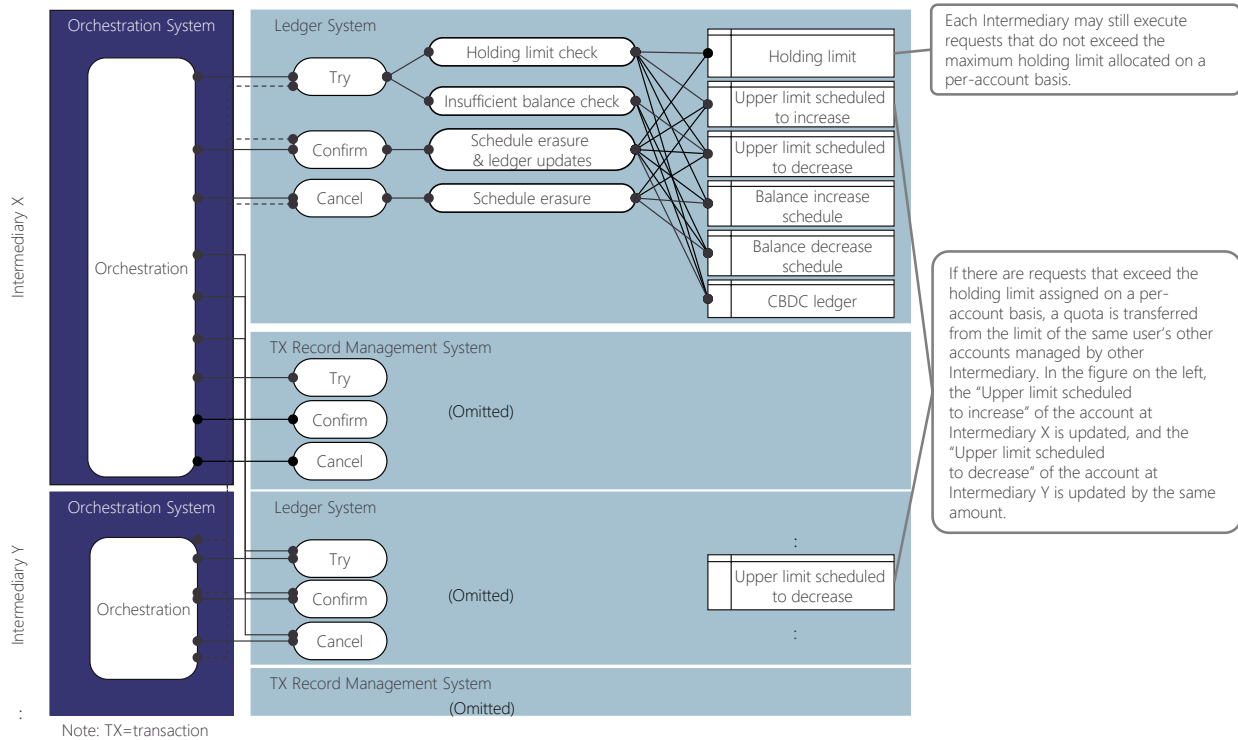 Orchestration System
Ledger System
Intermediary X
Orchestration
Try
Confirm
Cancel
Holding limit check
Insufficient balance check
Schedule erasure
& ledger updates
Schedule erasure
Holding limit
Upper limit scheduled
to increase
Upper limit scheduled
to decrease
Balance increase
schedule
Balance decrease
schedule
CBDC ledger
Each Intermediary may still execute
requests that do not exceed the
maximum holding limit allocated on a
per-account basis.
TX Record Management System
Try
Confirm
Cancel
(Omitted)
If there are requests that exceed the
holding limit assigned on a per-
account basis, a quota is transferred
from the limit of the same user's other
accounts managed by other
Intermediary. In the figure on the left,
the "Upper limit scheduled
to increase" of the account at
Intermediary X is updated, and the
"Upper limit scheduled
to decrease" of the account at
Intermediary Y is updated by the same
amount.
Intermediary Y
Orchestration System
Orchestration
Ledger System
Try
Confirm
Cancel
(Omitted)
:
Upper limit scheduled
to decrease
:
TX Record Management System
(Omitted)
:
Note: TX=transaction